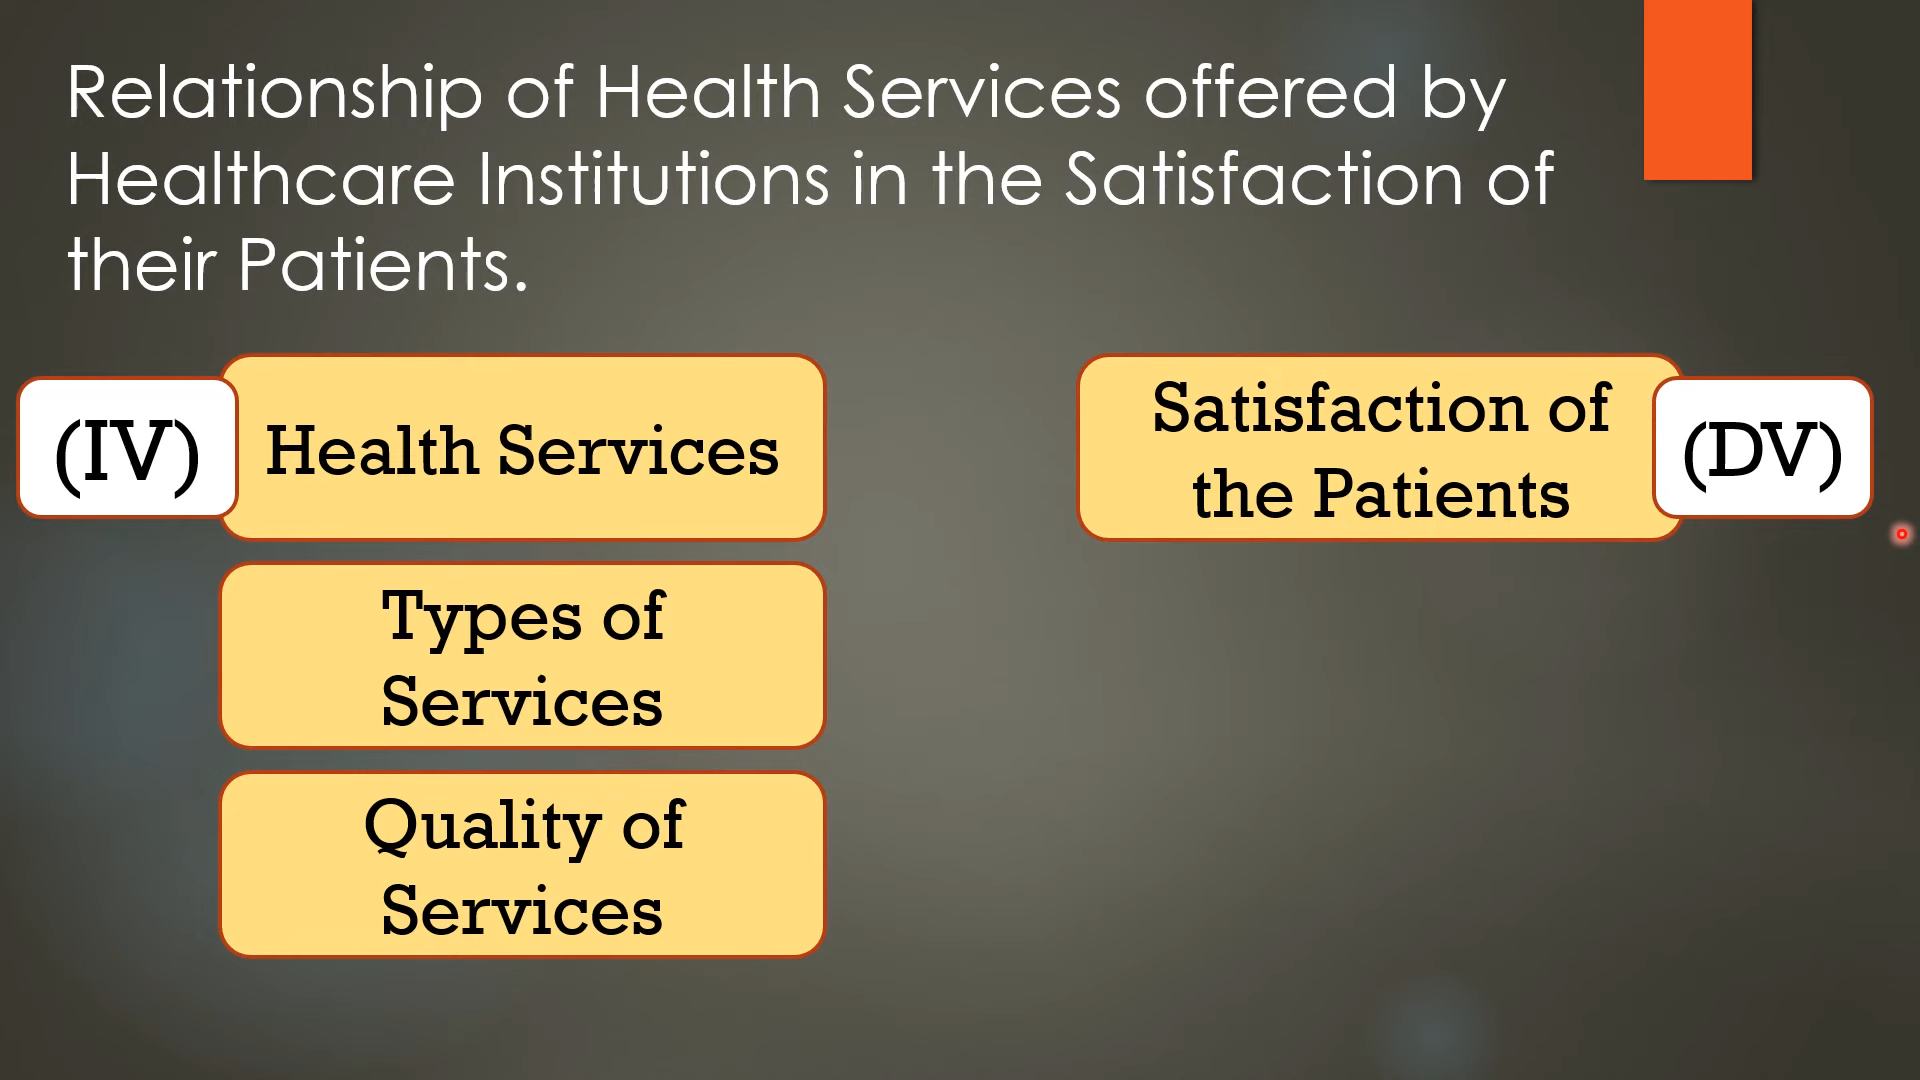 Relationship of Health Services offered by
Healthcare Institutions in the Satisfaction of
their Patients.
(IV)
Health Services
Satisfaction of
the Patients
(DV)
Types of
Services
Quality of
Services